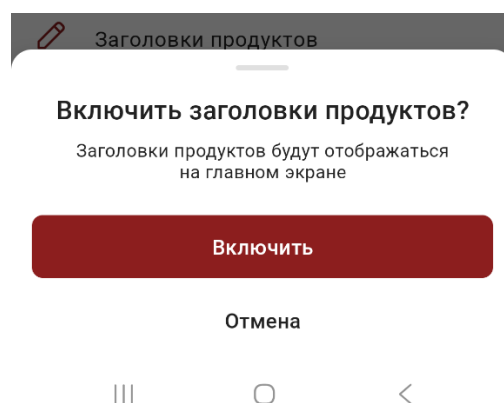 Заголовки продуктов
Включить заголовки продуктов?
Заголовки продуктов будут отображаться
на главном экране
Включить
Отмена